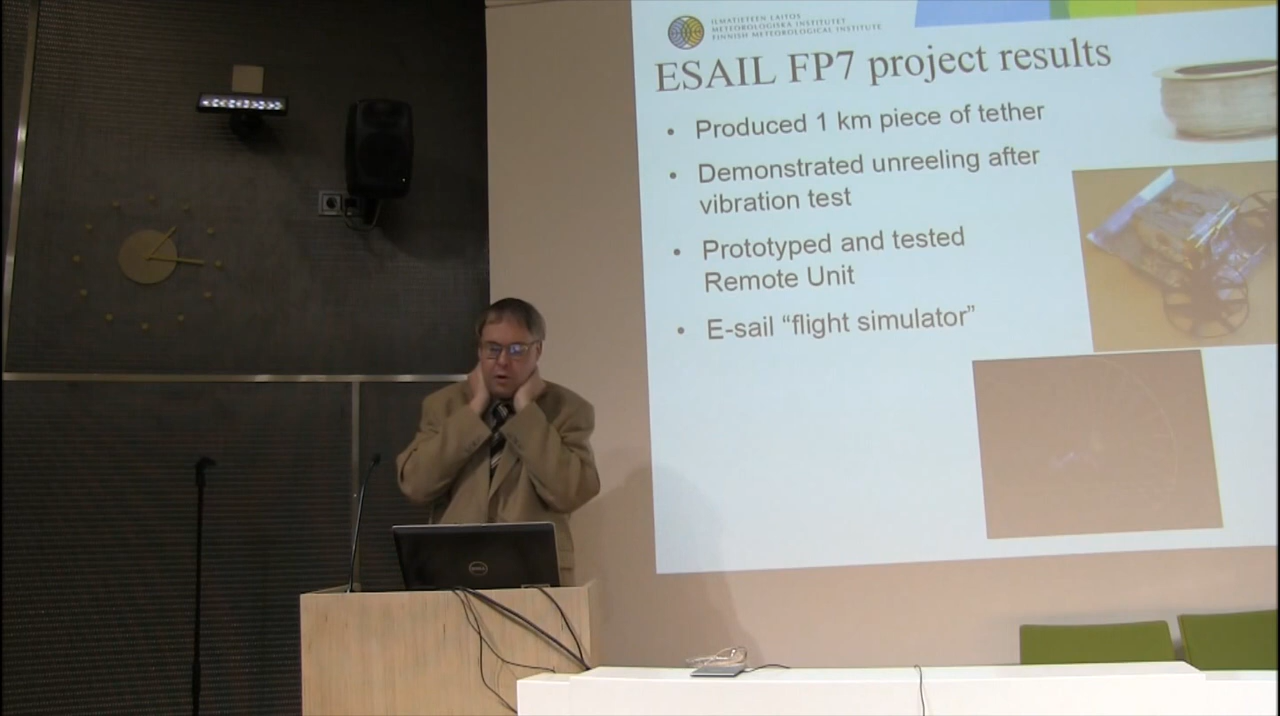 ILMATIETEEN LAITOS
METEOROLOGISKA INSTITUTET
FINNISH METEOROLOGICAL INSTITUTE
ESAIL FP7 project results
• Produced 1 km piece of tether
• Demonstrated unreeling after
vibration test
• Prototyped and tested
Remote Unit
• E-sail “flight simulator”
DELL